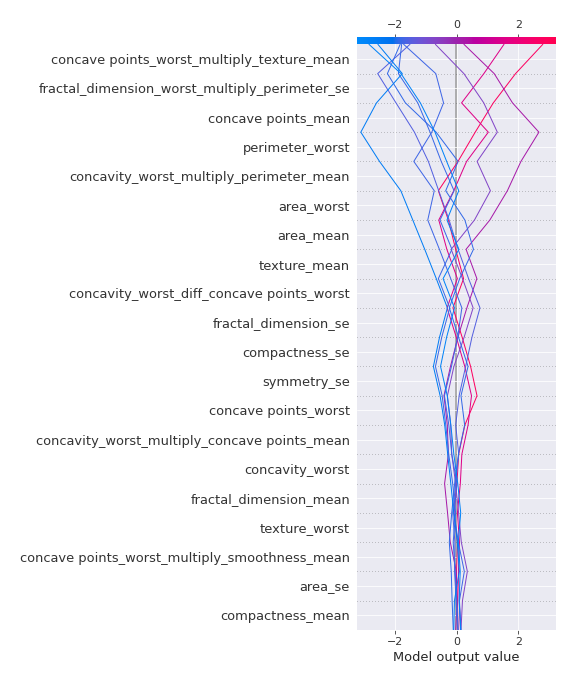 −2 0 2
concave points_worst_multiply_texture_mean
fractal_dimension_worst_multiply_perimeter_se
concave points_mean
perimeter_worst
concavity_worst_multiply_perimeter_mean
area_worst
area_mean
texture_mean
concavity_worst_diff_concave points_worst
fractal_dimension_se
compactness_se
symmetry_se
concave points_worst
concavity_worst_multiply_concave points_mean
concavity_worst
fractal_dimension_mean
texture_worst
concave points_worst_multiply_smoothness_mean
area_se
compactness_mean
−2 0 2
Model output value